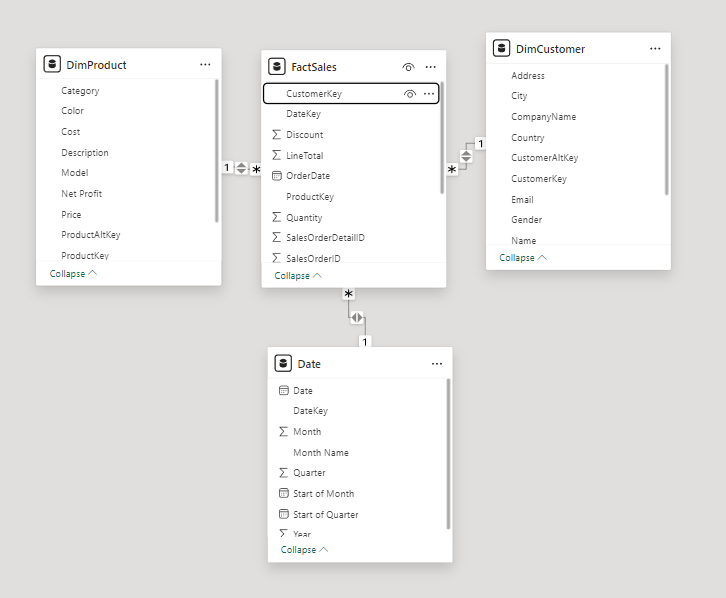 DimProduct
Category
Color
Cost
Description
Model
Net Profit
Price
ProductAltKey
ProductKey
Collapse
1
*
FactSales
CustomerKey
DateKey
Discount
LineTotal
OrderDate
ProductKey
Quantity
SalesOrderDetailID
SalesOrderID
Collapse
*
1
DimCustomer
Address
City
CompanyName
Country
CustomerAltKey
CustomerKey
Email
Gender
Name
Collapse
*
1
Date
Date
DateKey
Month
Month Name
Quarter
Start of Month
Start of Quarter
Year
Collapse